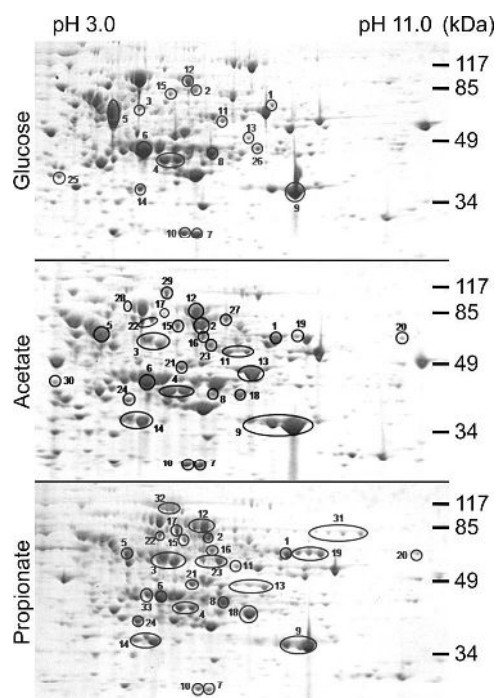 pH 3.0 pH 11.0 (kDa)
Glucose
12
15 2
3 1
5 11
13
6 26
4 8
25
14 9
10 7
117
85
49
34
Acetate
29
28 17 12 27
22 15 2
5 16 1 19 20
3 23 11
21 13
30 6 4
24 8 18
14 9
10 7
117
85
49
34
Propionate
32
17 12 31
22 15 2
5 16 1 19 20
3 23 11
21 13
33 6 4 8
24 18
14 9
10 7
117
85
49
34